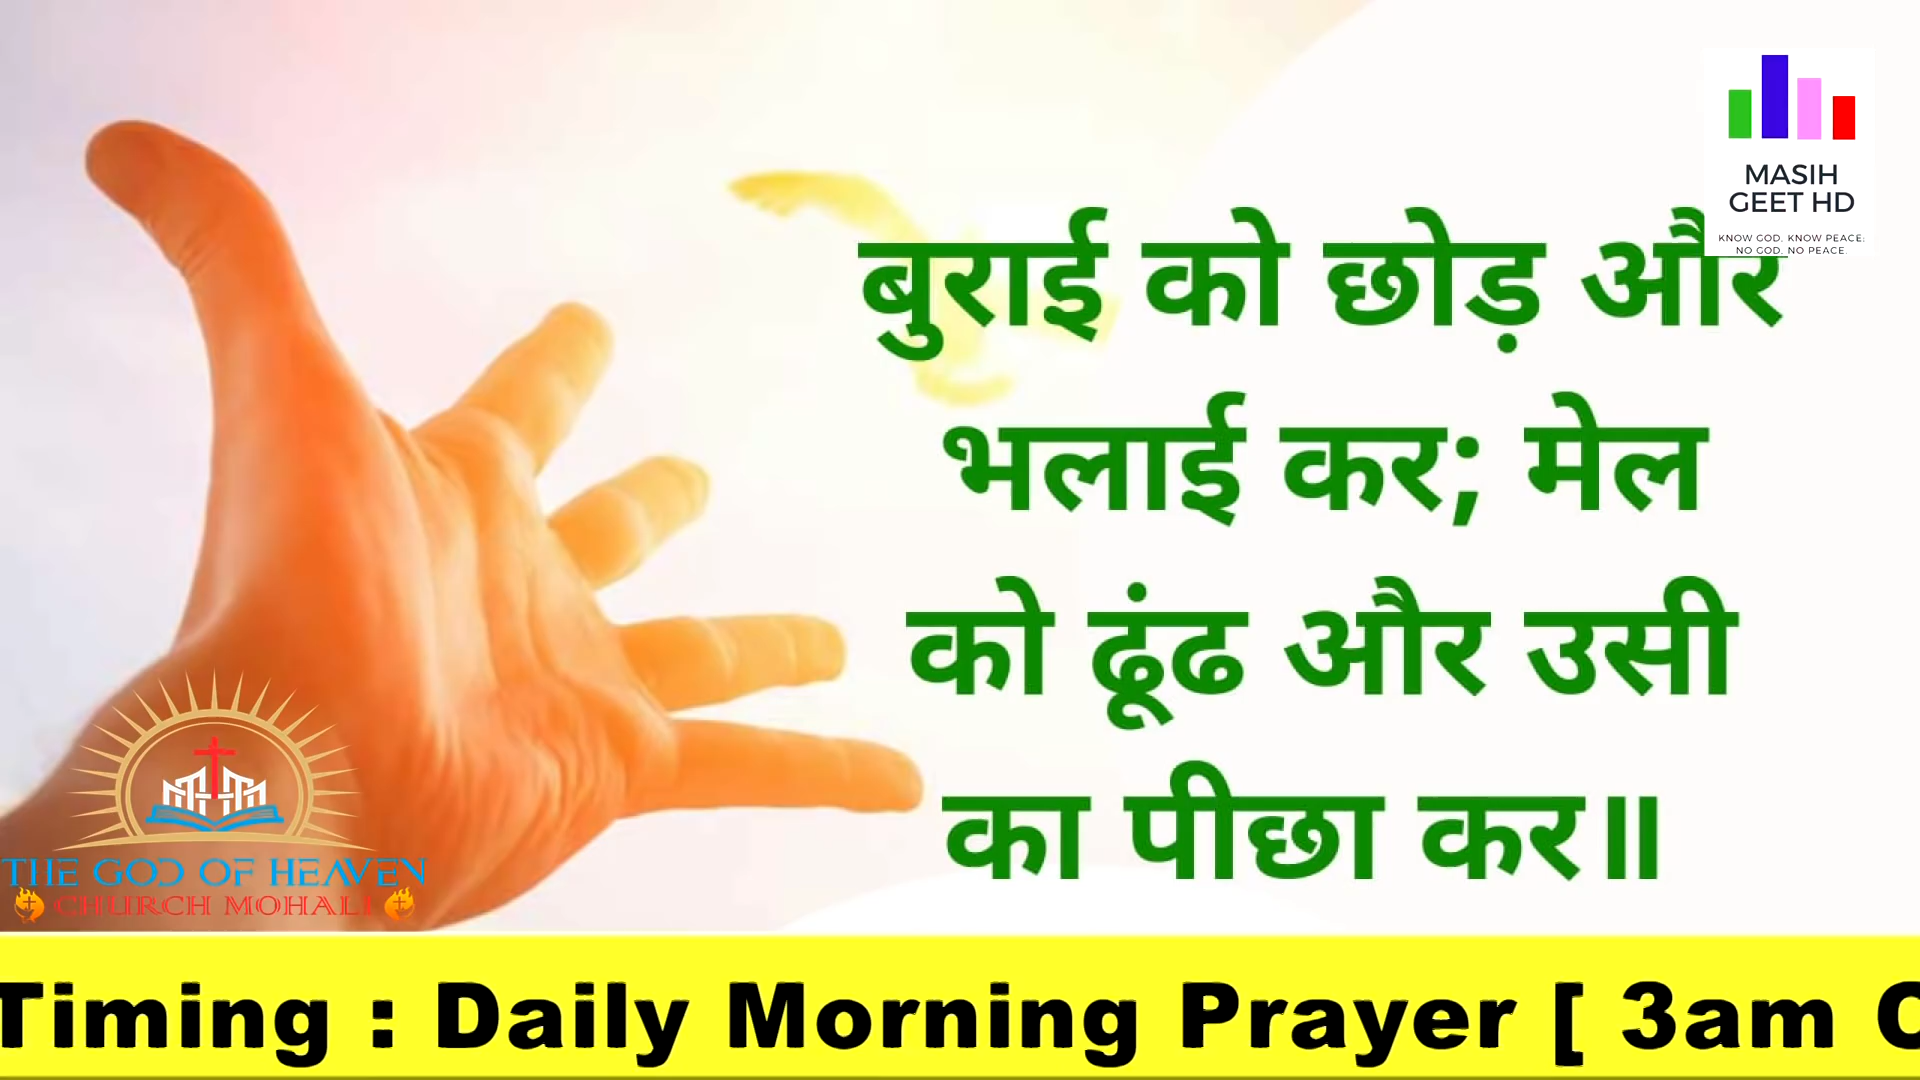 MASIH
GEET HD
KNOW GOD, KNOW PEACE;
NO GOD, NO PEACE.
बुराई को छोड़ और
भलाई कर; मेल
को ढूंढ और उसी
का पीछा कर॥
THE GOD OF HEAVEN
CHURCH MOHALI
Timing : Daily Morning Prayer [ 3am